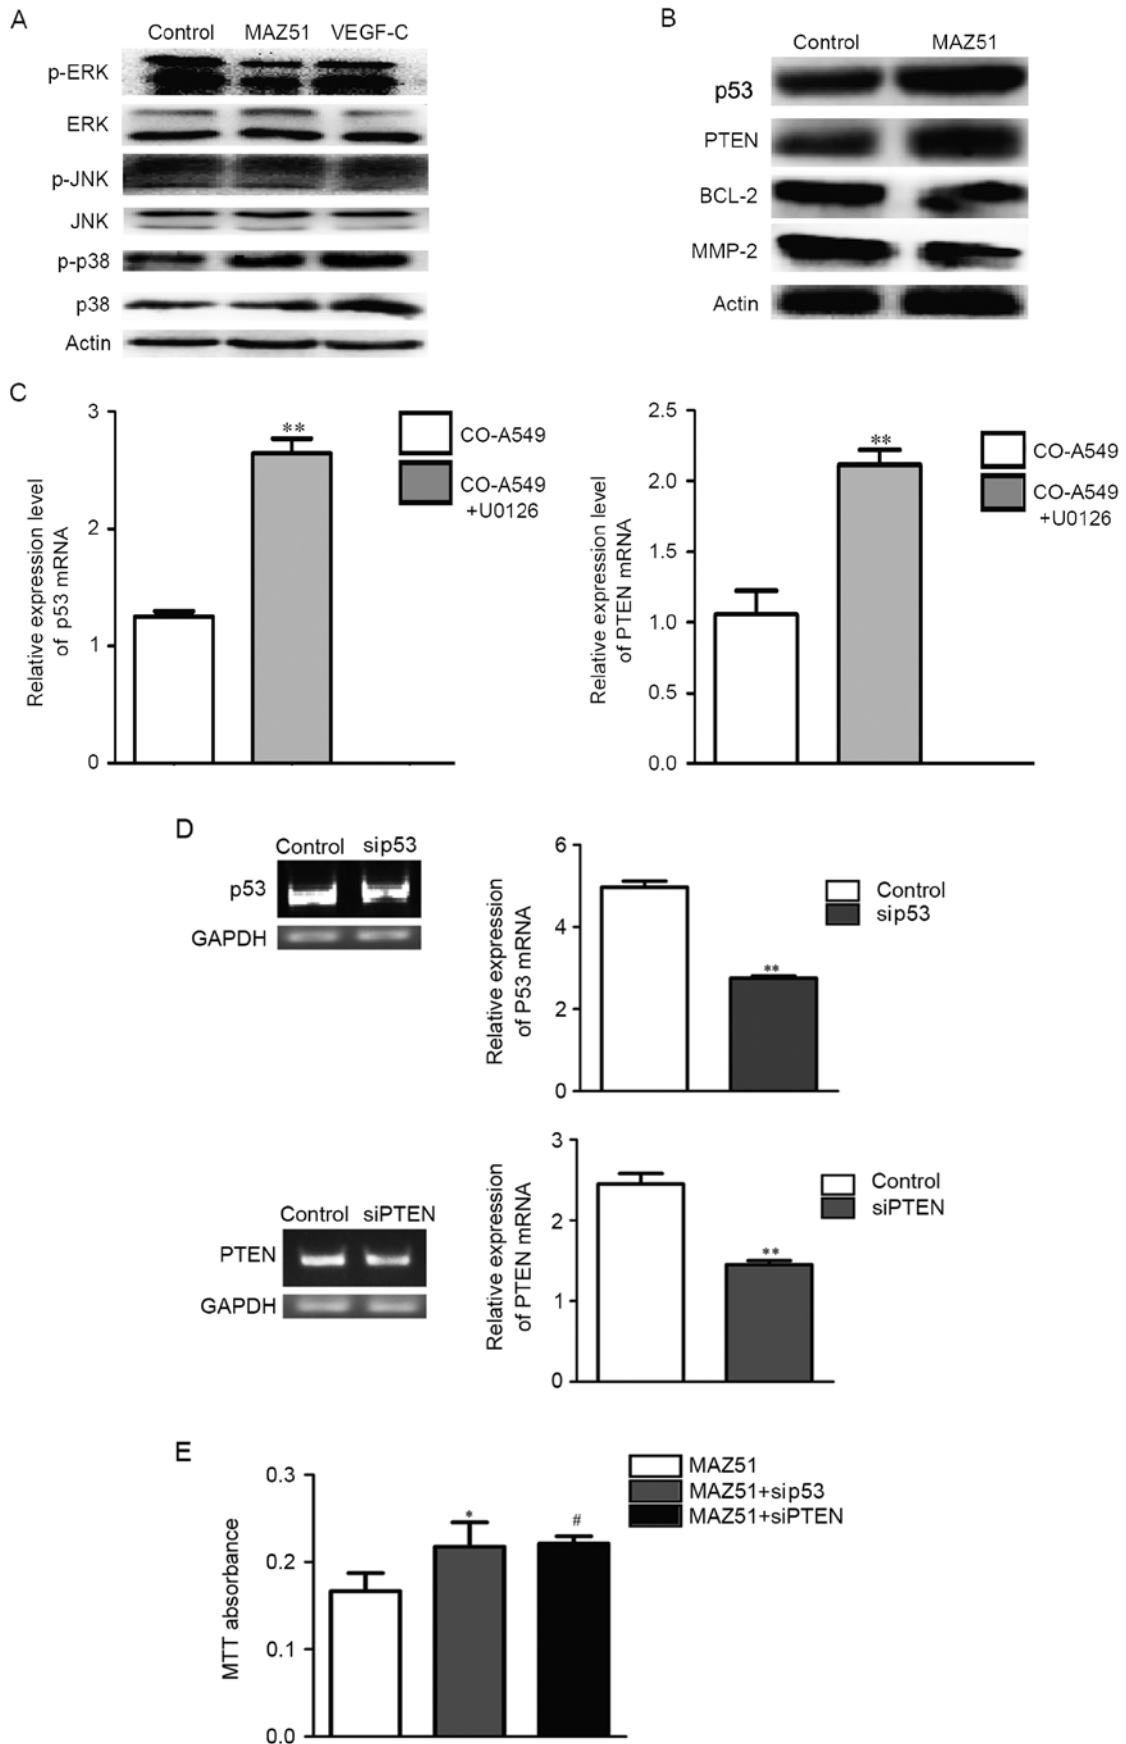 A
Control MAZ51 VEGF-C
p-ERK
ERK
p-JNK
JNK
p-p38
p38
Actin
B
Control MAZ51
p53
PTEN
BCL-2
MMP-2
Actin
C
Relative expression level
of p53 mRNA
3
2
1
0
**
CO-A549
CO-A549
+U0126
Relative expression level
of PTEN mRNA
2.5
2.0
1.5
1.0
0.5
0.0
**
CO-A549
CO-A549
+U0126
D
Control sip53
p53
GAPDH
Relative expression
of P53 mRNA
6
4
2
0
**
Control
sip53
Control siPTEN
PTEN
GAPDH
Relative expression
of PTEN mRNA
3
2
1
0
**
Control
siPTEN
E
MTT absorbance
0.3
0.2
0.1
0.0
*
#
MAZ51
MAZ51+sip53
MAZ51+siPTEN